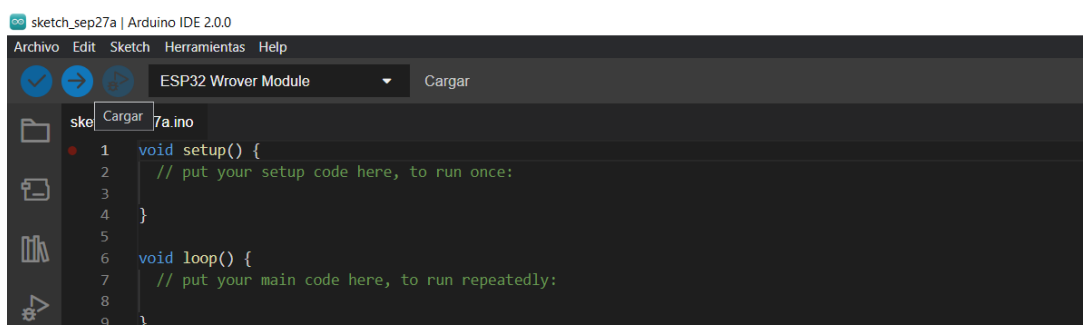 sketch_sep27a | Arduino IDE 2.0.0
Archivo Edit Sketch Herramientas Help
ESP32 Wrover Module Cargar
Cargar
ske 7a.ino
1 void setup() {
2 // put your setup code here, to run once:
3
4 }
5
6 void loop() {
7 // put your main code here, to run repeatedly:
8
9 }